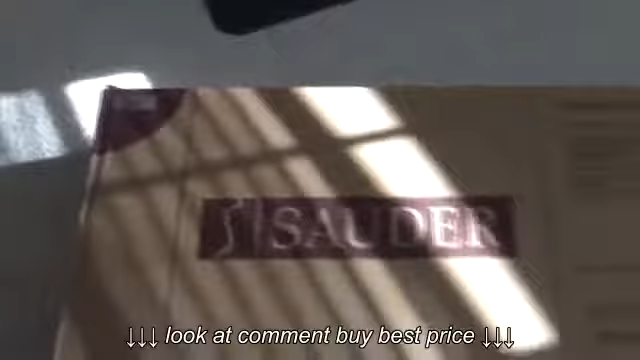 SAUDER
↓↓↓ look at comment buy best price ↓↓↓